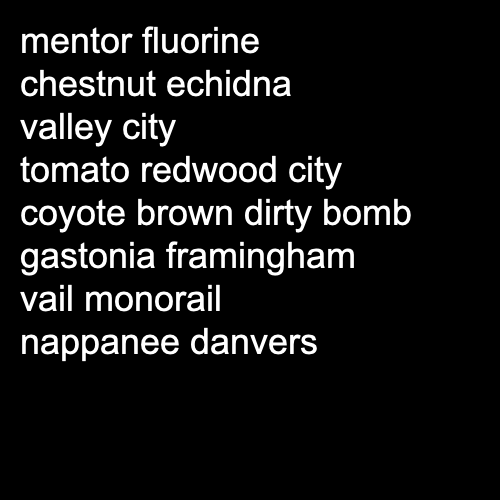 mentor fluorine
chestnut echidna
valley city
tomato redwood city
coyote brown dirty bomb
gastonia framingham
vail monorail
nappanee danvers